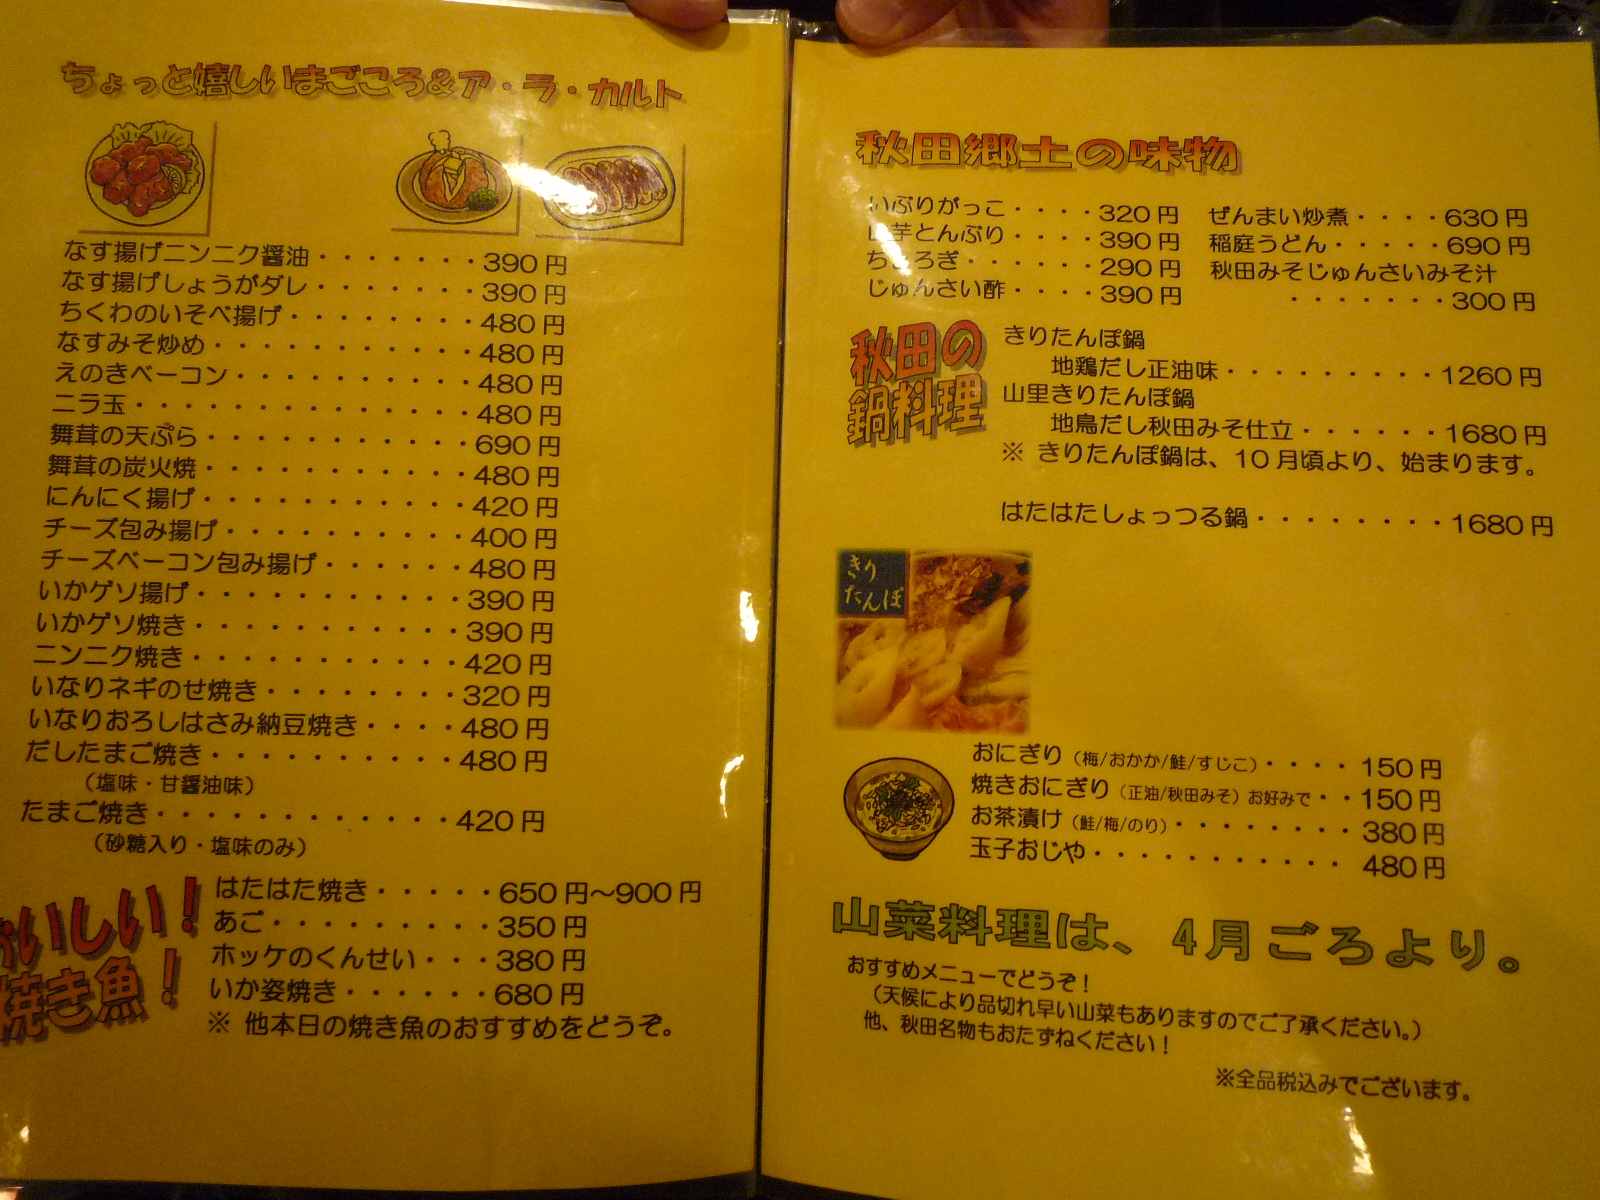 ちょっと嬉しいまごころ&ア・ラ・カルト
なす揚げニンニク醤油・・・・・・・390円
なす揚げしょうがダレ・・・・・・・390円
ちくわのいそべ揚げ・・・・・・・・480円
なすみそ炒め・・・・・・・・・・・480円
えのきベーコン・・・・・・・・・・480円
ニラ玉・・・・・・・・・・・・・・480円
舞茸の天ぷら・・・・・・・・・・・690円
舞茸の炭火焼・・・・・・・・・・・480円
にんにく揚げ・・・・・・・・・・・420円
チーズ包み揚げ・・・・・・・・・・400円
チーズベーコン包み揚げ・・・・・・480円
いかゲソ揚げ・・・・・・・・・・・390円
いかゲソ焼き・・・・・・・・・・・390円
ニンニク焼き・・・・・・・・・・・420円
いなりネギのせ焼き・・・・・・・・320円
いなりおろしはさみ納豆焼き・・・・480円
だしたまご焼き・・・・・・・・・・480円
(塩味・甘醤油味)
たまご焼き・・・・・・・・・・・・420円
(砂糖入り・塩味のみ)
おいしい!
焼き魚!
はたはた焼き・・・・・650円～900円
あご・・・・・・・・・350円
ホッケのくんせい・・・380円
いか姿焼き・・・・・・680円
※ 他本日の焼き魚のおすすめをどうぞ。
秋田郷土の味物
いぶりがっこ・・・・320円
山芋とんぶり・・・・390円
ちょろぎ・・・・・・290円
じゅんさい酢・・・・390円
ぜんまい炒煮・・・・630円
稲庭うどん・・・・・690円
秋田みそじゅんさいみそ汁
・・・・・・・300円
秋田の
鍋料理
きりたんぽ鍋
地鶏だし正油味・・・・・・・・・1260円
山里きりたんぽ鍋
地鳥だし秋田みそ仕立・・・・・・1680円
※ きりたんぽ鍋は、10月頃より、始まります。
はたはたしょっつる鍋・・・・・・・・1680円
きり
たんぽ
おにぎり(梅/おかか/鮭/すじこ)・・・・150円
焼きおにぎり(正油/秋田みそ)お好みで・・150円
お茶漬け(鮭/梅/のり)・・・・・・・・380円
玉子おじや・・・・・・・・・・・480円
山菜料理は、4月ごろより。
おすすめメニューでどうぞ!
(天候により品切れ早い山菜もありますのでご了承ください。)
他、秋田名物もおたずねください!
※全品税込みでございます。